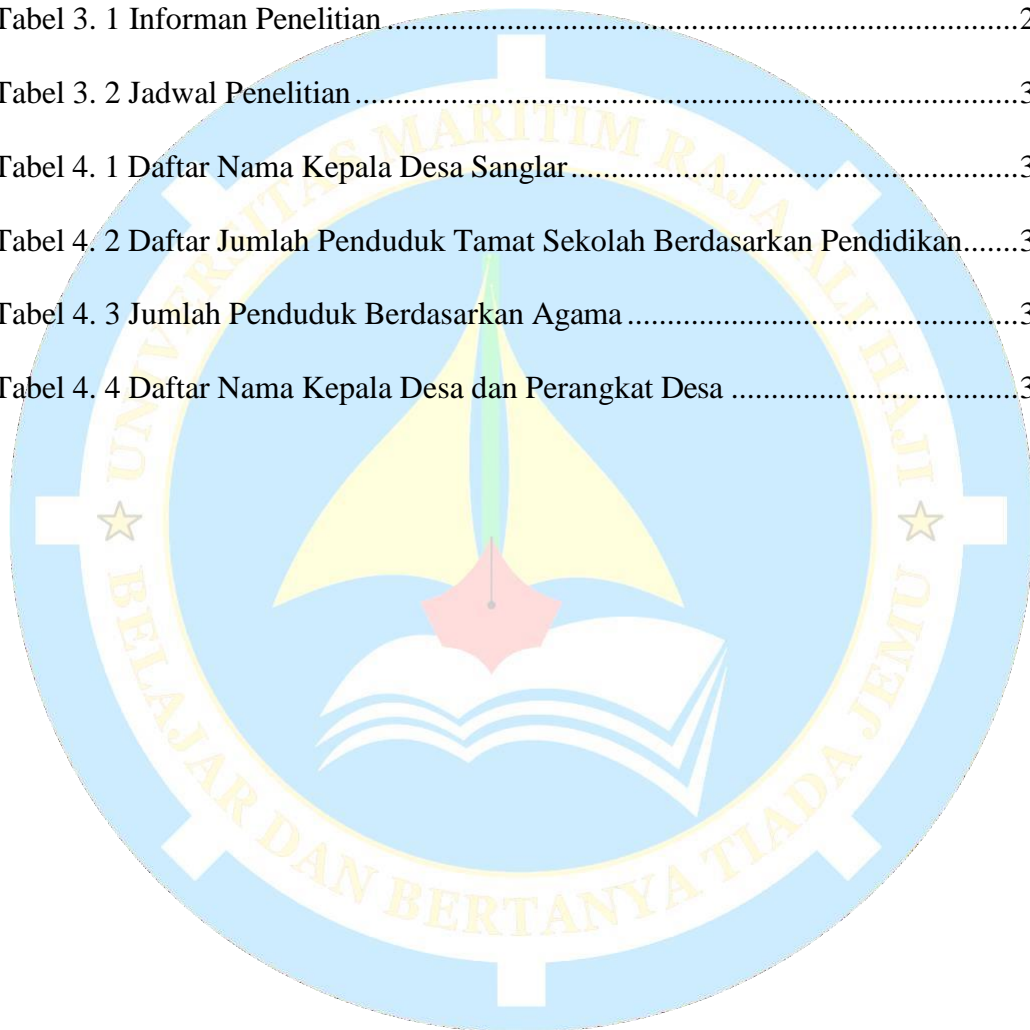 Tabel 3. 1 Informan Penelitian ............................................................................... 2
Tabel 3. 2 Jadwal Penelitian ................................................................................... 3
Tabel 4. 1 Daftar Nama Kepala Desa Sanglar ........................................................ 3
Tabel 4. 2 Daftar Jumlah Penduduk Tamat Sekolah Berdasarkan Pendidikan ....... 3
Tabel 4. 3 Jumlah Penduduk Berdasarkan Agama ................................................. 3
Tabel 4. 4 Daftar Nama Kepala Desa dan Perangkat Desa .................................... 3
UNIVERSITAS MARITIM RAJA ALI HAJI
BELAJAR DAN BERTANYA TIADA JEMU